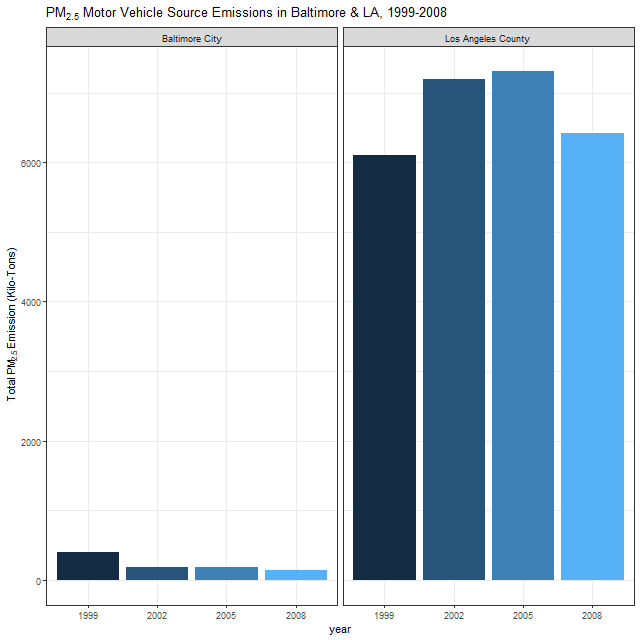 PM2.5 Motor Vehicle Source Emissions in Baltimore & LA, 1999-2008
Baltimore City
Los Angeles County
Total PM2.5 Emission (Kilo-Tons)
6000
4000
2000
0
1999 2002 2005 2008
1999 2002 2005 2008
year